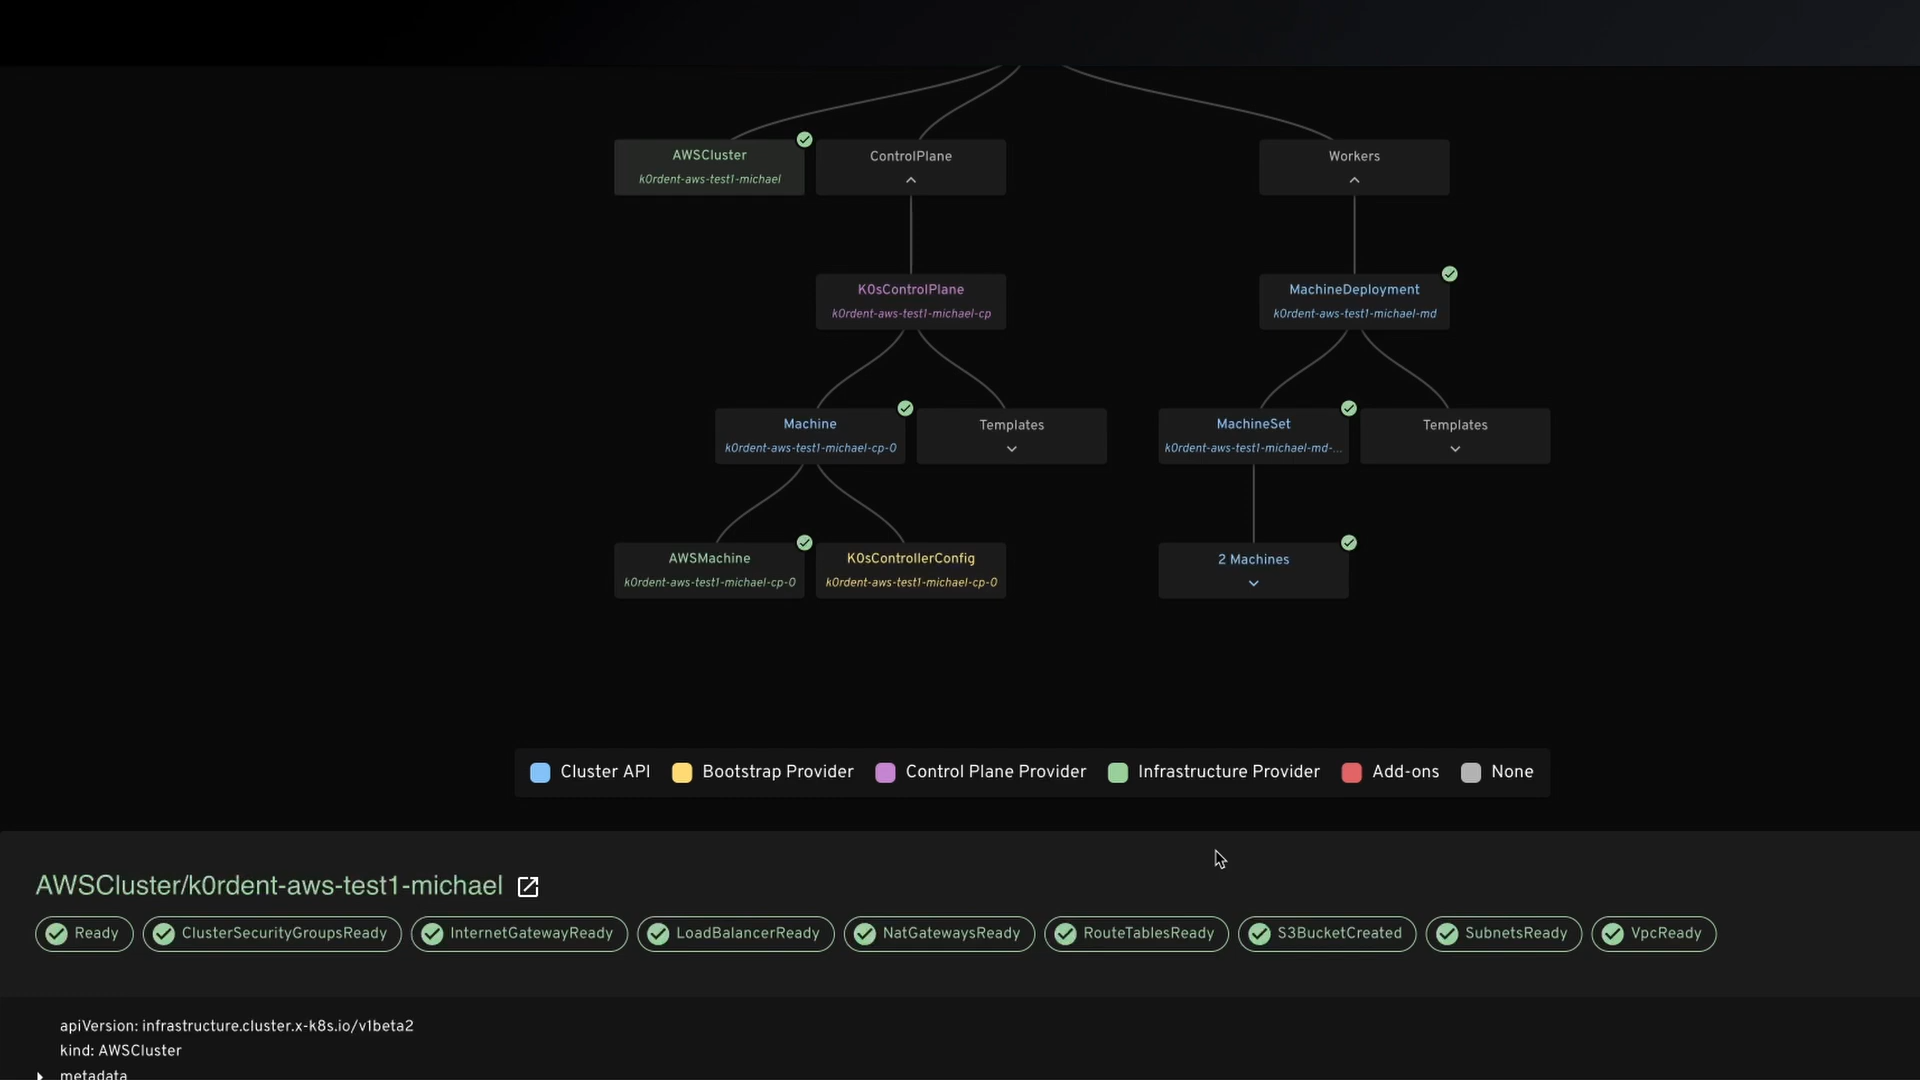 AWSCluster
k0rdent-aws-test1-michael
ControlPlane
Workers
K0sControlPlane
k0rdent-aws-test1-michael-cp
MachineDeployment
k0rdent-aws-test1-michael-md
Machine
k0rdent-aws-test1-michael-cp-0
Templates
MachineSet
k0rdent-aws-test1-michael-md-...
Templates
AWSMachine
k0rdent-aws-test1-michael-cp-0
K0sControllerConfig
k0rdent-aws-test1-michael-cp-0
2 Machines
Cluster API Bootstrap Provider Control Plane Provider Infrastructure Provider Add-ons None
AWSCluster/k0rdent-aws-test1-michael
Ready ClusterSecurityGroupsReady InternetGatewayReady LoadBalancerReady NatGatewaysReady RouteTablesReady S3BucketCreated SubnetsReady VpcReady
apiVersion: infrastructure.cluster.x-k8s.io/v1beta2
kind: AWSCluster
metadata